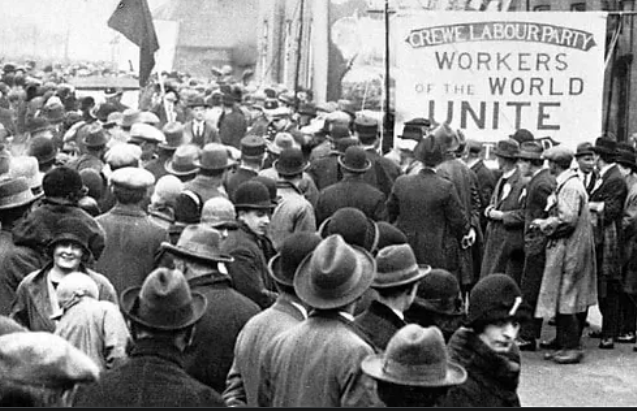 CREWE LABOUR PARTY
WORKERS
OF THE WORLD
UNITE